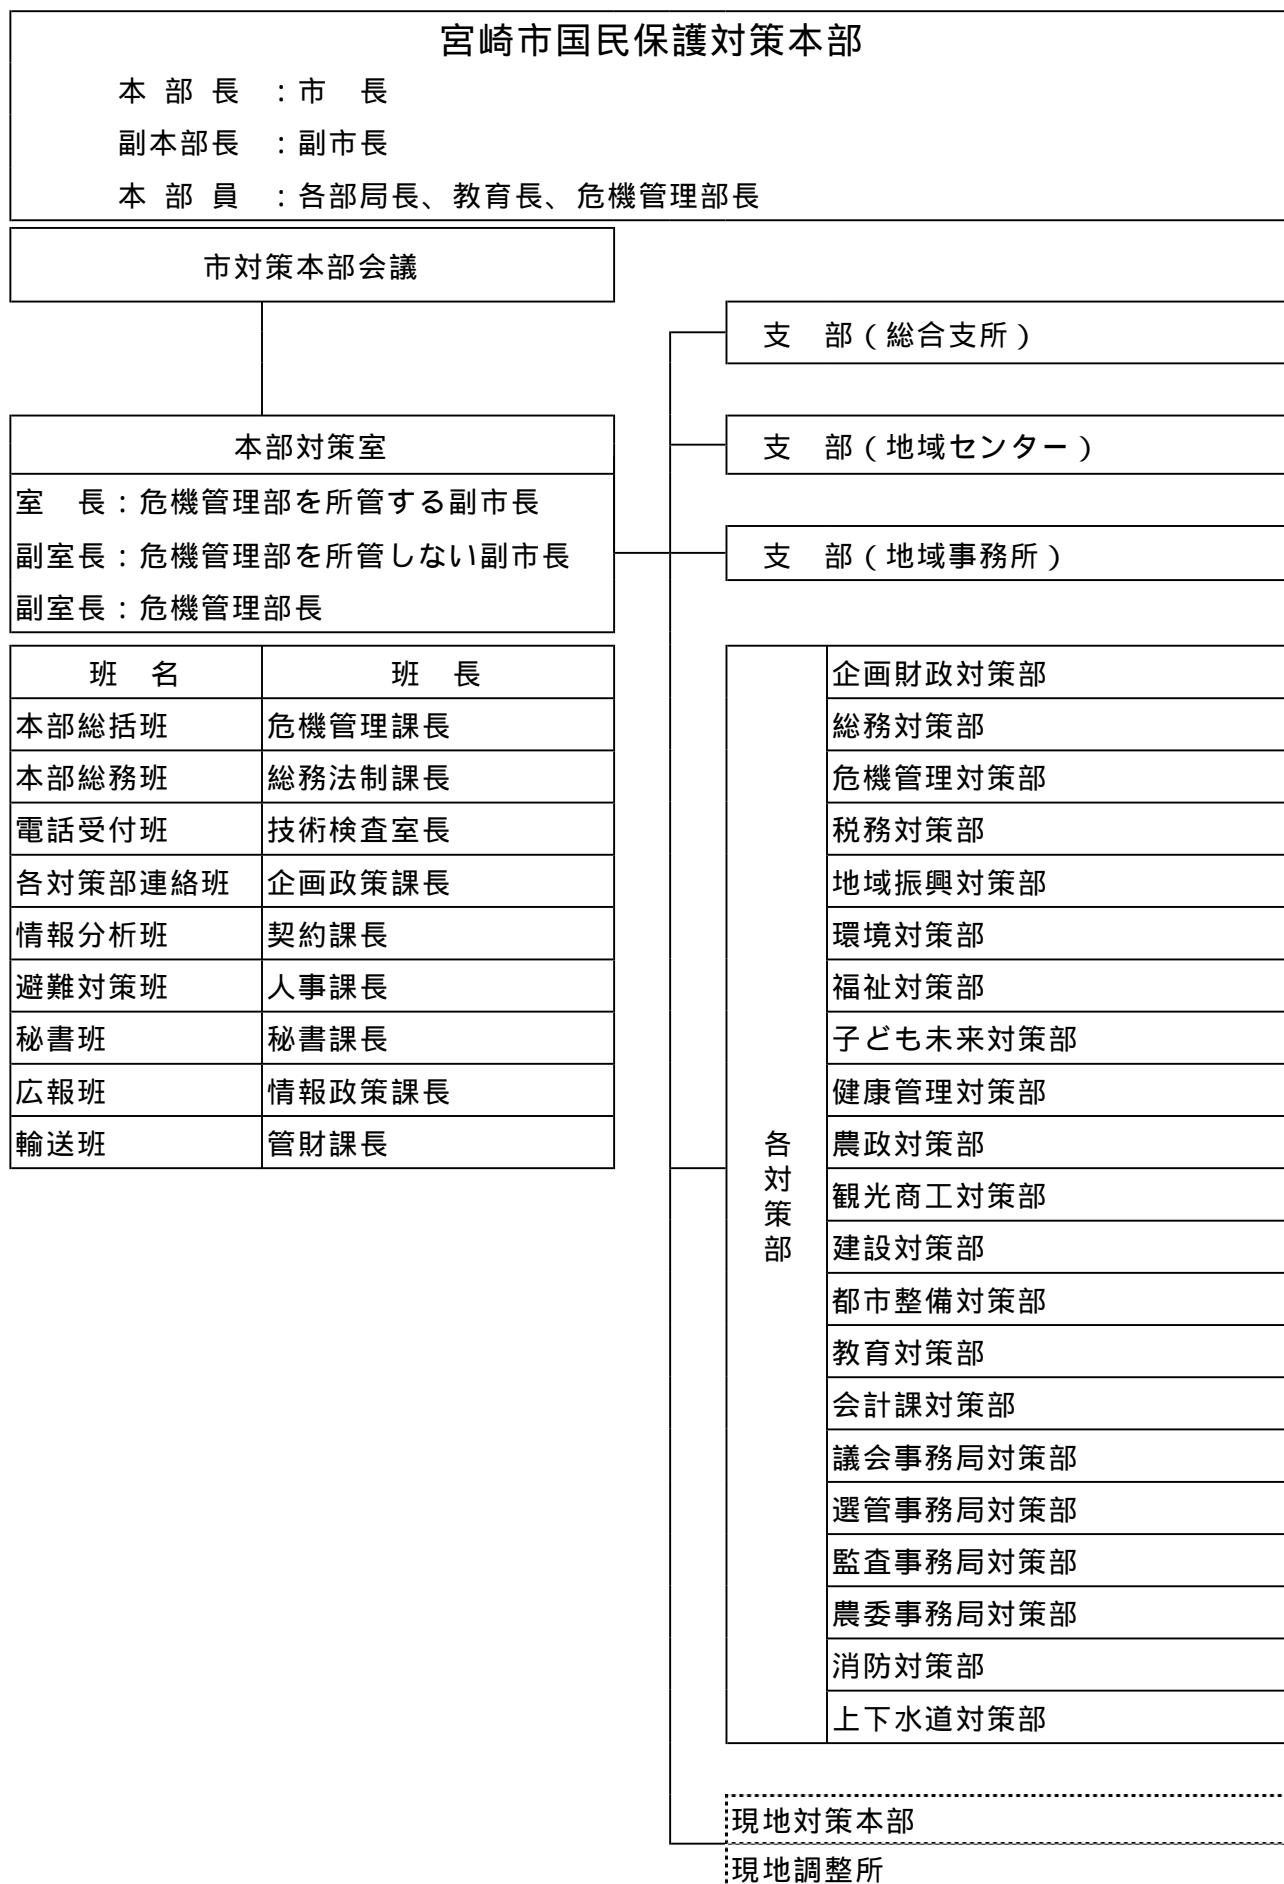 宮崎市国民保護対策本部
本 部 長 :市　長
副本部長 :副市長
本 部 員 :各部局長、教育長、危機管理部長
市対策本部会議
支　部(総合支所)
本部対策室
室　長:危機管理部を所管する副市長
副室長:危機管理部を所管しない副市長
副室長:危機管理部長
支　部(地域センター)
支　部(地域事務所)
班　名 班　長
本部総括班 危機管理課長
本部総務班 総務法制課長
電話受付班 技術検査室長
各対策部連絡班 企画政策課長
情報分析班 契約課長
避難対策班 人事課長
秘書班 秘書課長
広報班 情報政策課長
輸送班 管財課長
各対策部
企画財政対策部
総務対策部
危機管理対策部
税務対策部
地域振興対策部
環境対策部
福祉対策部
子ども未来対策部
健康管理対策部
農政対策部
観光商工対策部
建設対策部
都市整備対策部
教育対策部
会計課対策部
議会事務局対策部
選管事務局対策部
監査事務局対策部
農委事務局対策部
消防対策部
上下水道対策部
現地対策本部
現地調整所